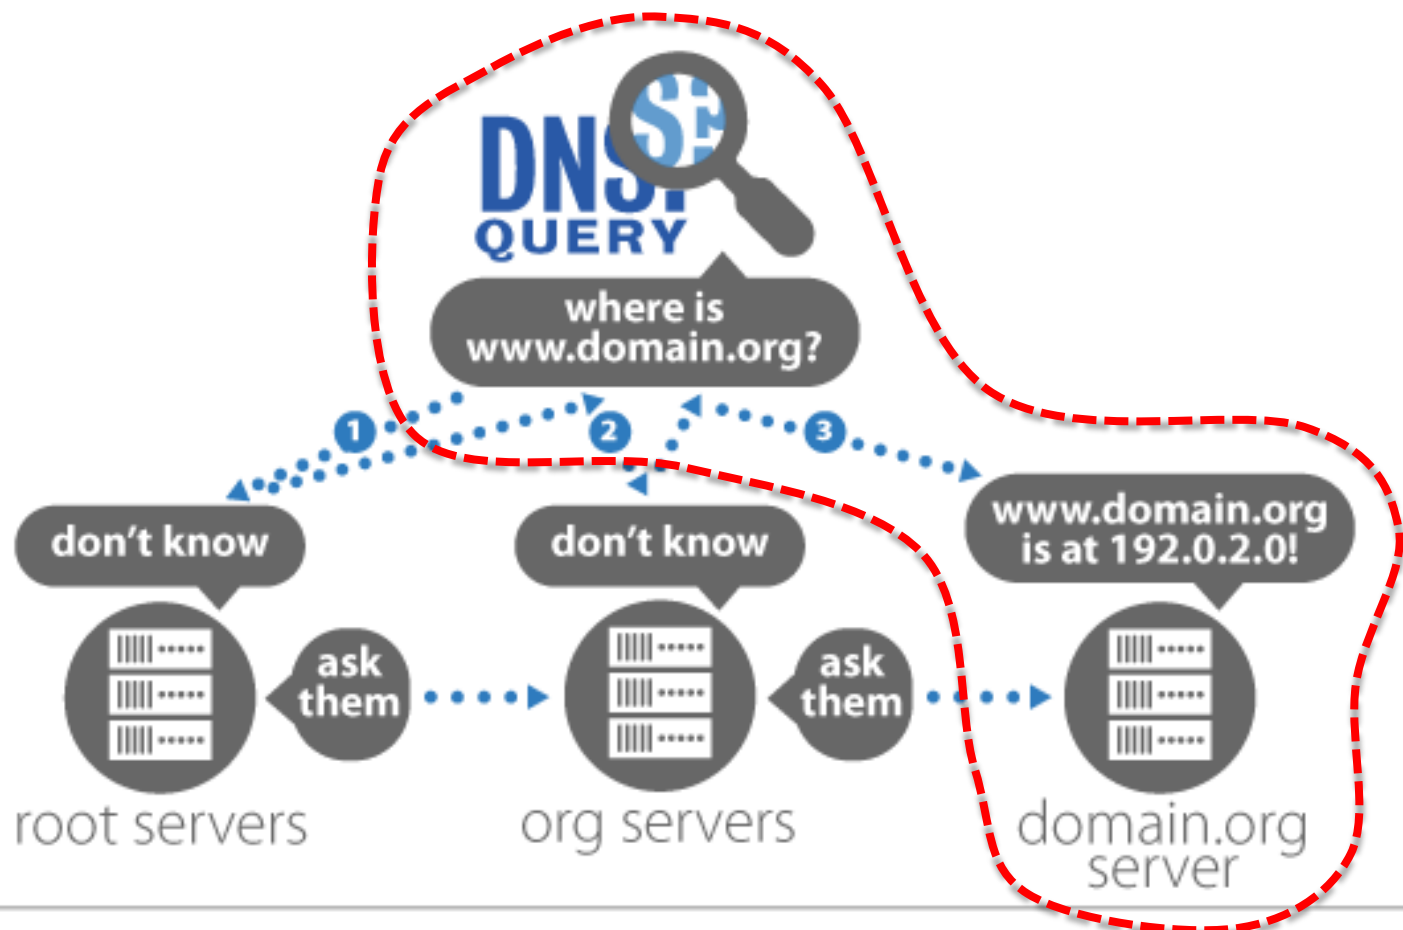 DNS
SE
QUERY
where is
www.domain.org?
1
2
3
don't know
don't know
www.domain.org
is at 192.0.2.0!
ask
them
ask
them
root servers
org servers
domain.org
server